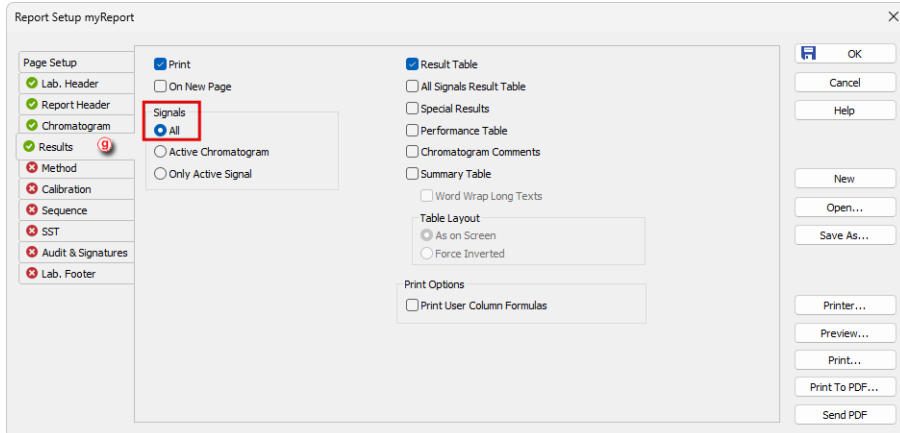 Report Setup myReport
Page Setup
Lab. Header
Report Header
Chromatogram
Results
g
Method
Calibration
Sequence
SST
Audit & Signatures
Lab. Footer
Print
On New Page
Signals
All
Active Chromatogram
Only Active Signal
Result Table
All Signals Result Table
Special Results
Performance Table
Chromatogram Comments
Summary Table
Word Wrap Long Texts
Table Layout
As on Screen
Force Inverted
Print Options
Print User Column Formulas
OK
Cancel
Help
New
Open...
Save As...
Printer...
Preview...
Print...
Print To PDF...
Send PDF